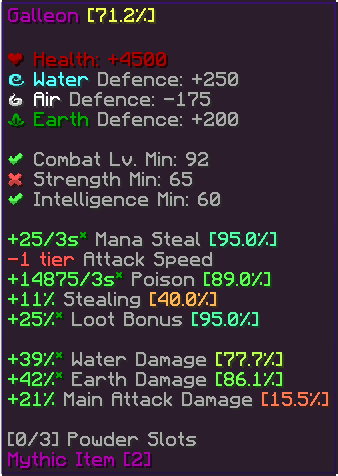 Galleon [71.2%]
Health: +4500
Water Defence: +250
Air Defence: -175
Earth Defence: +200
✔ Combat Lv. Min: 92
✖ Strength Min: 65
✔ Intelligence Min: 60
+25/3s* Mana Steal [95.0%]
-1 tier Attack Speed
+14875/3s* Poison [89.0%]
+11% Stealing [40.0%]
+25%* Loot Bonus [95.0%]
+39%* Water Damage [77.7%]
+42%* Earth Damage [86.1%]
+21% Main Attack Damage [15.5%]
[0/3] Powder Slots
Mythic Item [2]